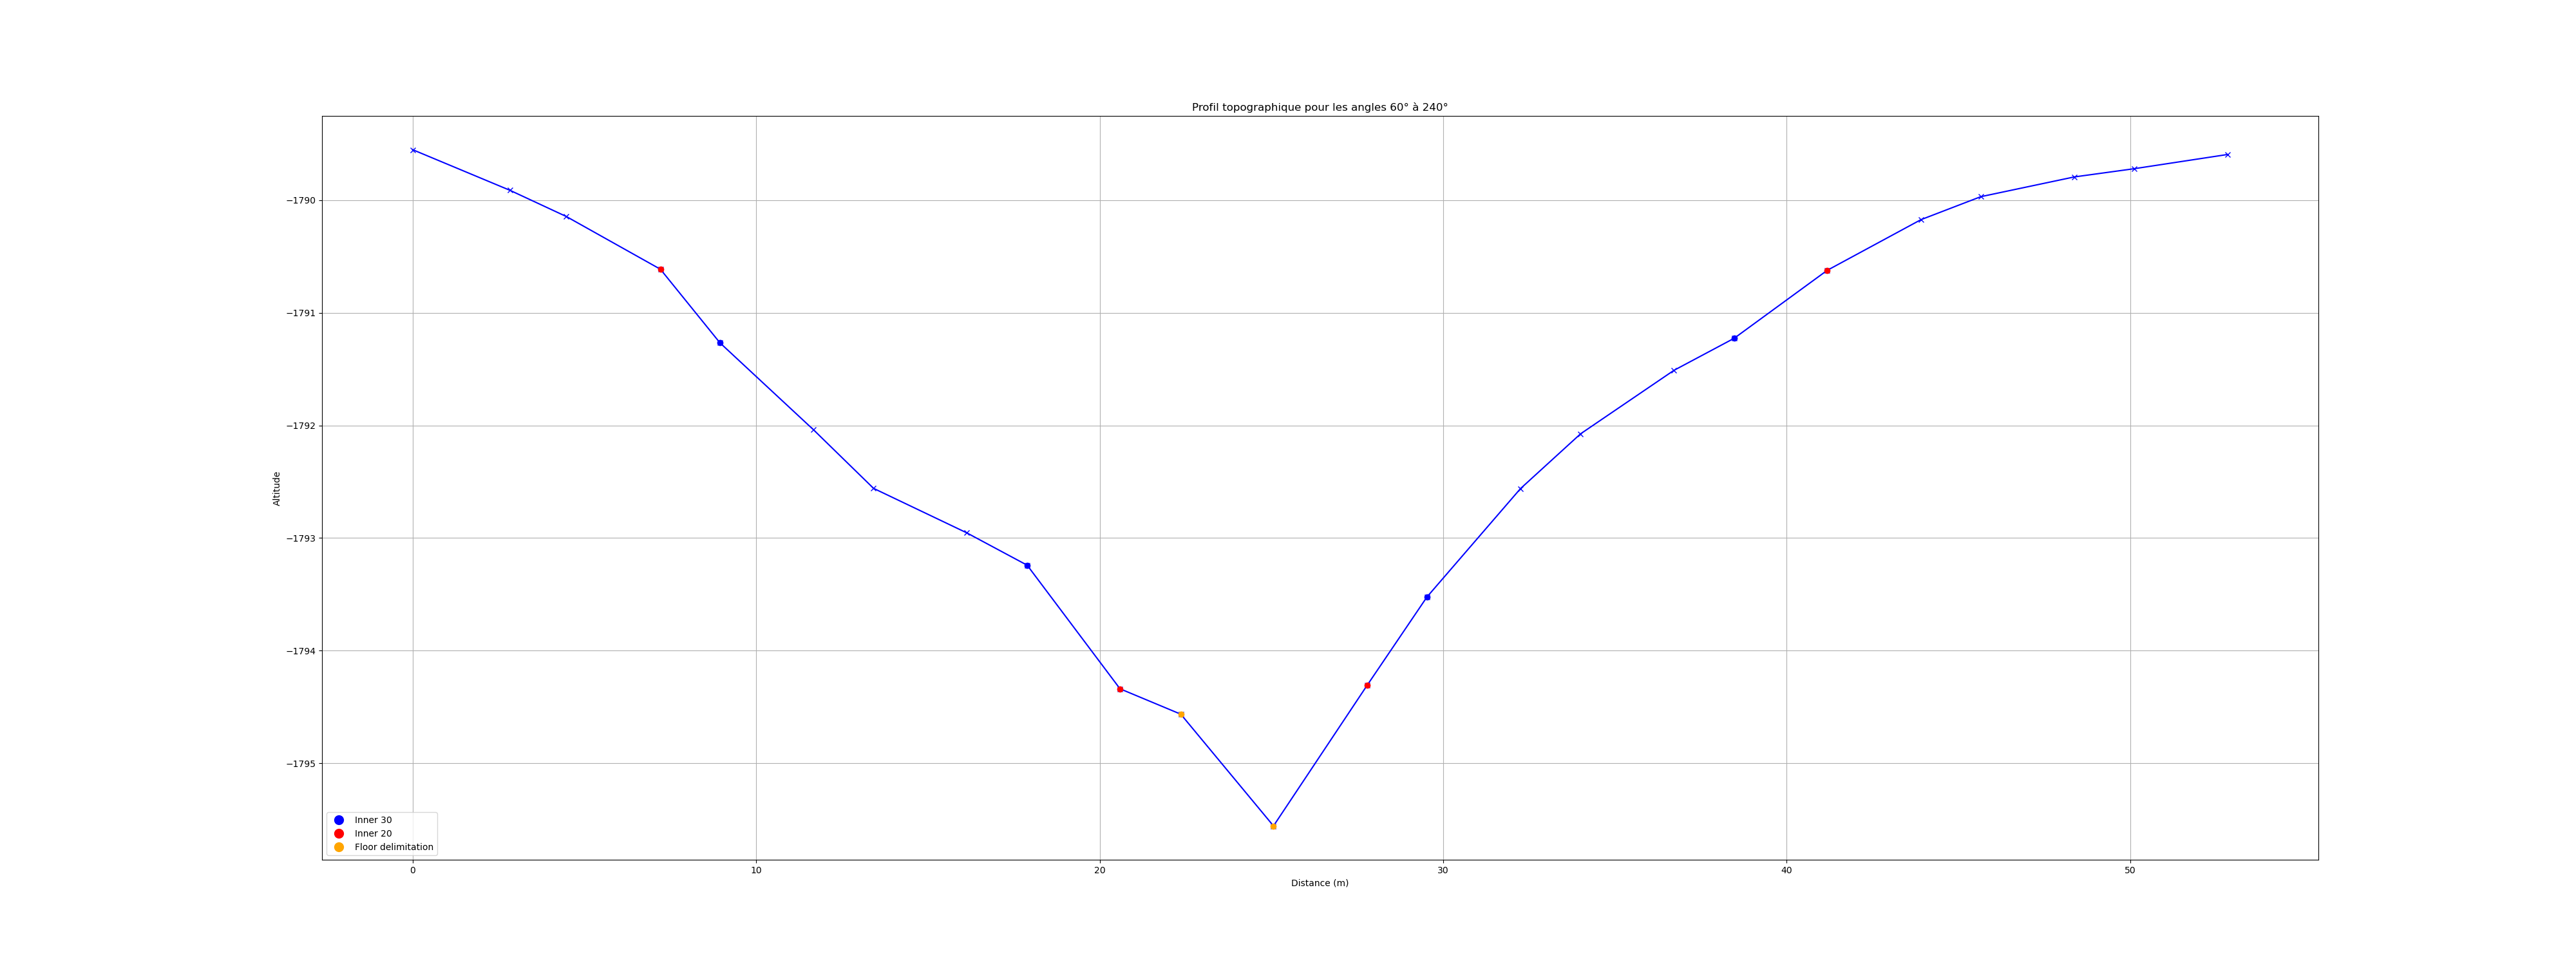 Profil topographique pour les angles 60° à 240°
Altitude
−1790
−1791
−1792
−1793
−1794
−1795
Inner 30
Inner 20
Floor delimitation
0 10 20 30 40 50
Distance (m)